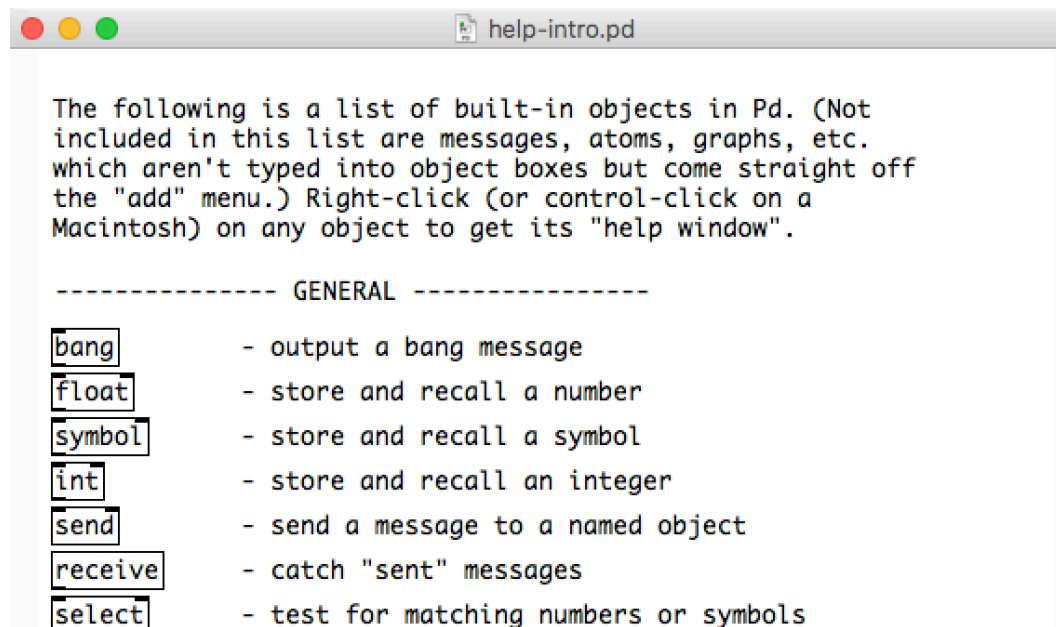 help-intro.pd
The following is a list of built-in objects in Pd. (Not
included in this list are messages, atoms, graphs, etc.
which aren't typed into object boxes but come straight off
the "add" menu.) Right-click (or control-click on a
Macintosh) on any object to get its "help window".
--------------- GENERAL ----------------
bang - output a bang message
float - store and recall a number
symbol - store and recall a symbol
int - store and recall an integer
send - send a message to a named object
receive - catch "sent" messages
select - test for matching numbers or symbols